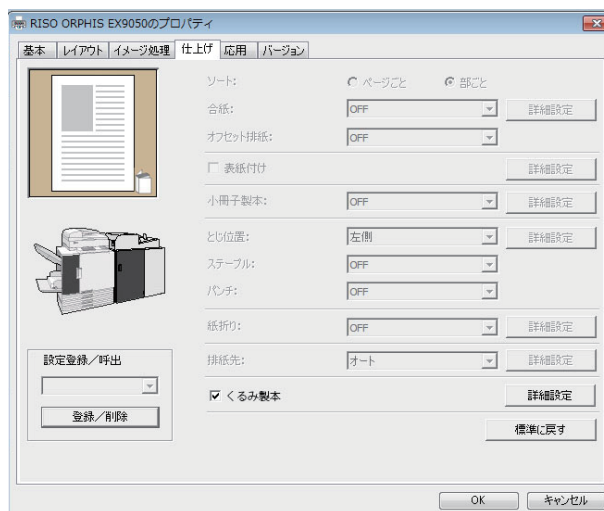 RISO ORPHIS EX9050のプロパティ
基本 レイアウト イメージ処理 仕上げ 応用 バージョン
ソート: ページごと 部ごと
合紙: OFF 詳細設定
オフセット排紙: OFF
表紙付け 詳細設定
小冊子製本: OFF 詳細設定
とじ位置: 左側 詳細設定
ステープル: OFF
パンチ: OFF
紙折り: OFF 詳細設定
設定登録/呼出
排紙先: オート 詳細設定
くるみ製本 詳細設定
登録/削除
標準に戻す
OK キャンセル